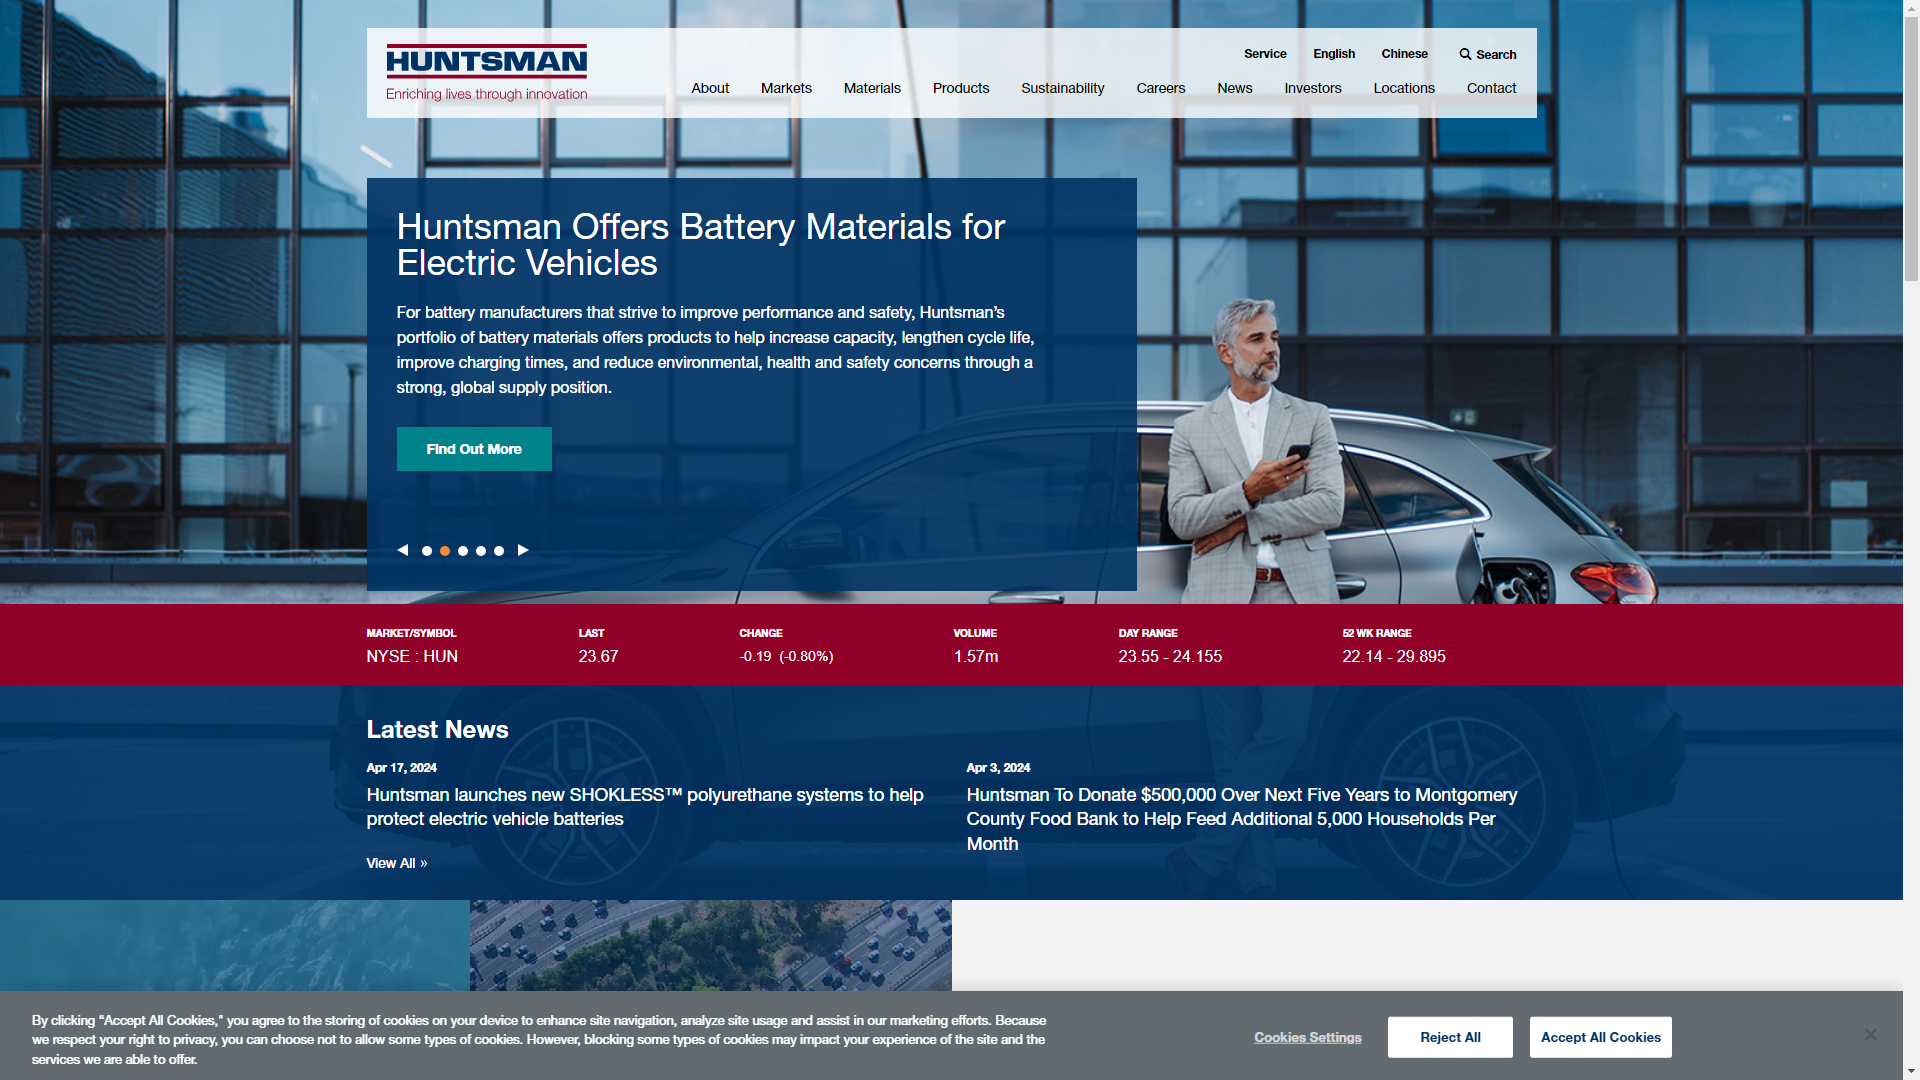 HUNTSMAN
Enriching lives through innovation
Service English Chinese Search
About Markets Materials Products Sustainability Careers News Investors Locations Contact
Huntsman Offers Battery Materials for
Electric Vehicles
For battery manufacturers that strive to improve performance and safety, Huntsman's
portfolio of battery materials offers products to help increase capacity, lengthen cycle life,
improve charging times, and reduce environmental, health and safety concerns through a
strong, global supply position.
Find Out More
MARKET/SYMBOL LAST CHANGE VOLUME DAY RANGE 52 WK RANGE
NYSE : HUN 23.67 -0.19 (-0.80%) 1.57m 23.55 - 24.155 22.14 - 29.895
Latest News
Apr 17, 2024
Huntsman launches new SHOKLESS™ polyurethane systems to help
protect electric vehicle batteries
Apr 3, 2024
Huntsman To Donate $500,000 Over Next Five Years to Montgomery
County Food Bank to Help Feed Additional 5,000 Households Per
Month
View All »
By clicking “Accept All Cookies,” you agree to the storing of cookies on your device to enhance site navigation, analyze site usage and assist in our marketing efforts. Because
we respect your right to privacy, you can choose not to allow some types of cookies. However, blocking some types of cookies may impact your experience of the site and the
services we are able to offer.
Cookies Settings
Reject All
Accept All Cookies